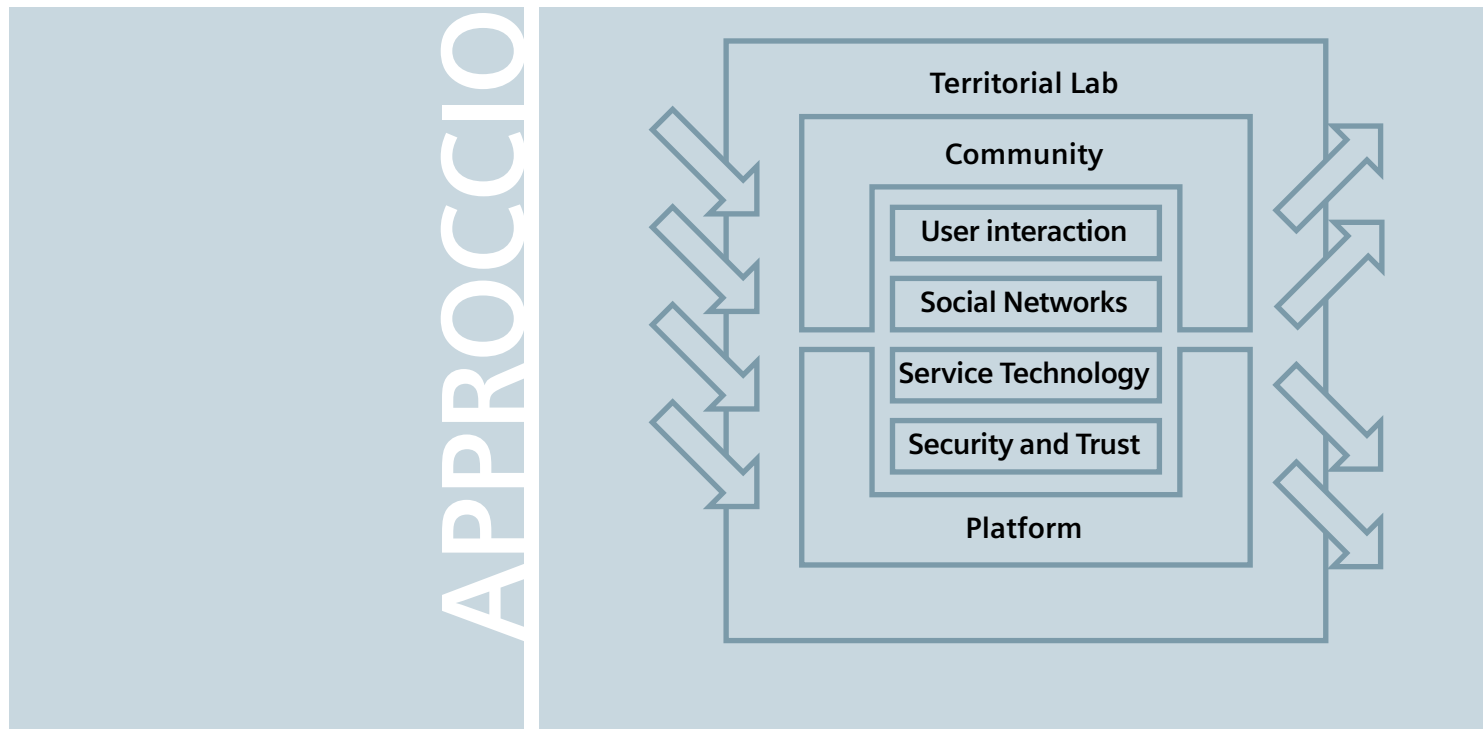 APPROCCIO
Territorial Lab
Community
User interaction
Social Networks
Service Technology
Security and Trust
Platform